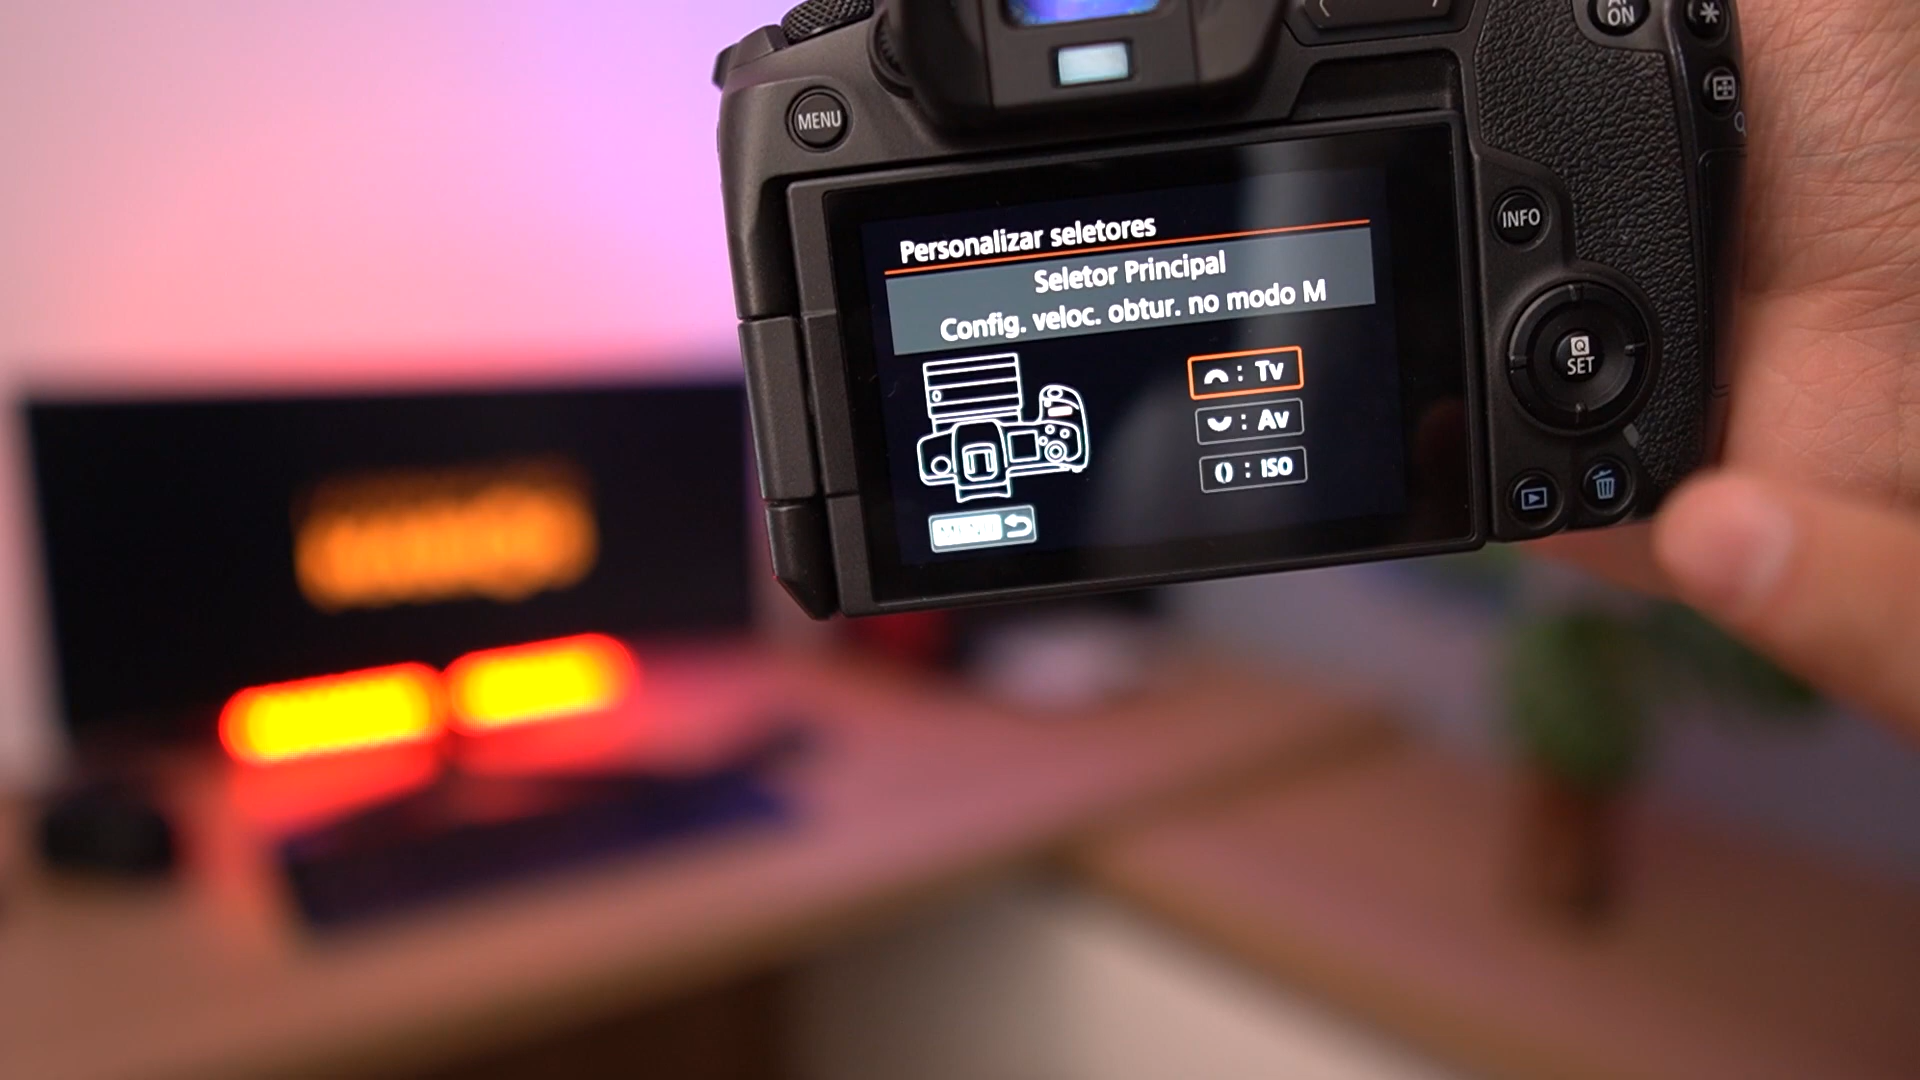 ON
MENU
INFO
Personalizar seletores
Seletor Principal
Config. veloc. obtur. no modo M
: Tv
Q
SET
: Av
: ISO